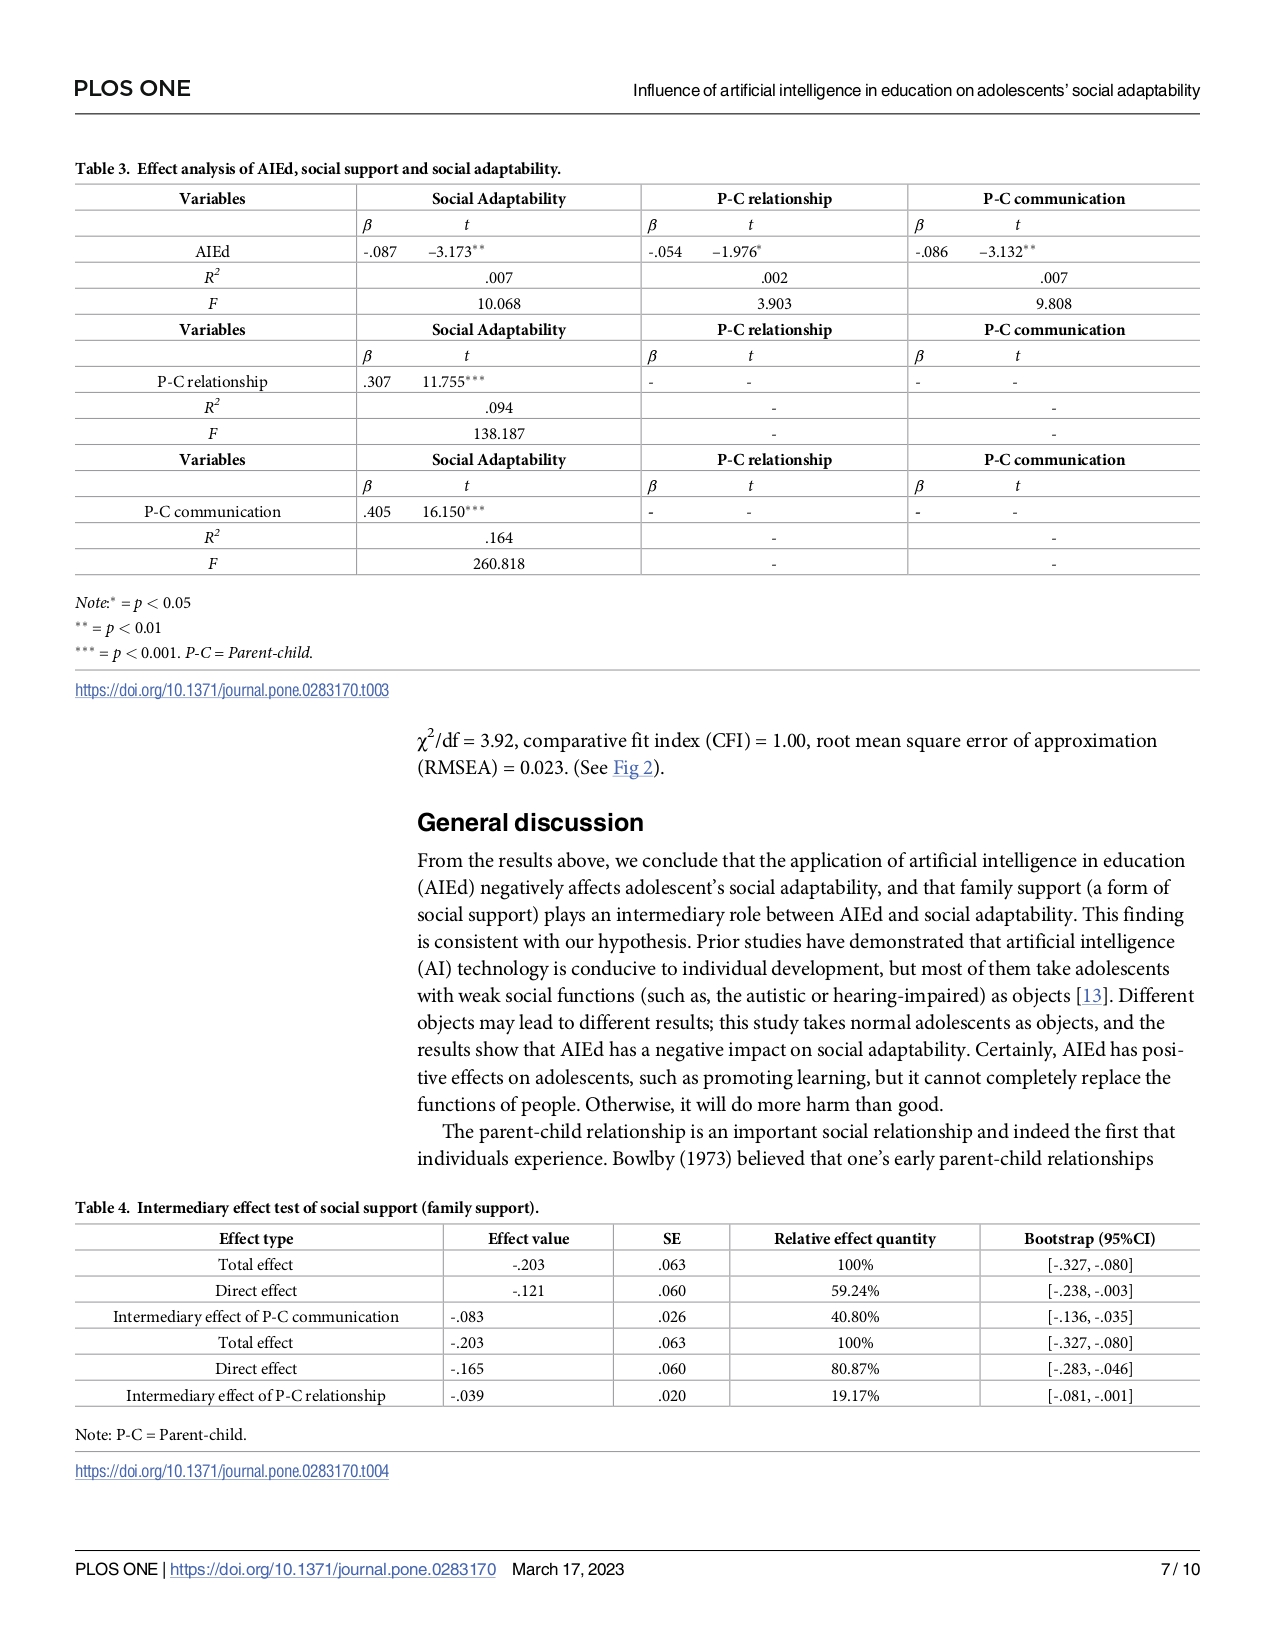 PLOS ONE
Influence of artificial intelligence in education on adolescents' social adaptability
Table 3. Effect analysis of AIEd, social support and social adaptability.
Variables Social Adaptability P-C relationship P-C communication
β t β t β t
AIEd -.087 –3.173** -.054 –1.976* -.086 –3.132**
R2 .007 .002 .007
F 10.068 3.903 9.808
Variables Social Adaptability P-C relationship P-C communication
β t β t β t
P-C relationship .307 11.755*** - - - -
R2 .094 - -
F 138.187 - -
Variables Social Adaptability P-C relationship P-C communication
β t β t β t
P-C communication .405 16.150*** - - - -
R2 .164 - -
F 260.818 - -
Note:* = p < 0.05
** = p < 0.01
*** = p < 0.001. P-C = Parent-child.
https://doi.org/10.1371/journal.pone.0283170.t003
χ2/df = 3.92, comparative fit index (CFI) = 1.00, root mean square error of approximation
(RMSEA) = 0.023. (See Fig 2).
General discussion
From the results above, we conclude that the application of artificial intelligence in education
(AIEd) negatively affects adolescent's social adaptability, and that family support (a form of
social support) plays an intermediary role between AIEd and social adaptability. This finding
is consistent with our hypothesis. Prior studies have demonstrated that artificial intelligence
(AI) technology is conducive to individual development, but most of them take adolescents
with weak social functions (such as, the autistic or hearing-impaired) as objects [13]. Different
objects may lead to different results; this study takes normal adolescents as objects, and the
results show that AIEd has a negative impact on social adaptability. Certainly, AIEd has posi-
tive effects on adolescents, such as promoting learning, but it cannot completely replace the
functions of people. Otherwise, it will do more harm than good.
The parent-child relationship is an important social relationship and indeed the first that
individuals experience. Bowlby (1973) believed that one's early parent-child relationships
Table 4. Intermediary effect test of social support (family support).
Effect type Effect value SE Relative effect quantity Bootstrap (95%CI)
Total effect -.203 .063 100% [-.327, -.080]
Direct effect -.121 .060 59.24% [-.238, -.003]
Intermediary effect of P-C communication -.083 .026 40.80% [-.136, -.035]
Total effect -.203 .063 100% [-.327, -.080]
Direct effect -.165 .060 80.87% [-.283, -.046]
Intermediary effect of P-C relationship -.039 .020 19.17% [-.081, -.001]
Note: P-C = Parent-child.
https://doi.org/10.1371/journal.pone.0283170.t004
PLOS ONE | https://doi.org/10.1371/journal.pone.0283170 March 17, 2023 7 / 10